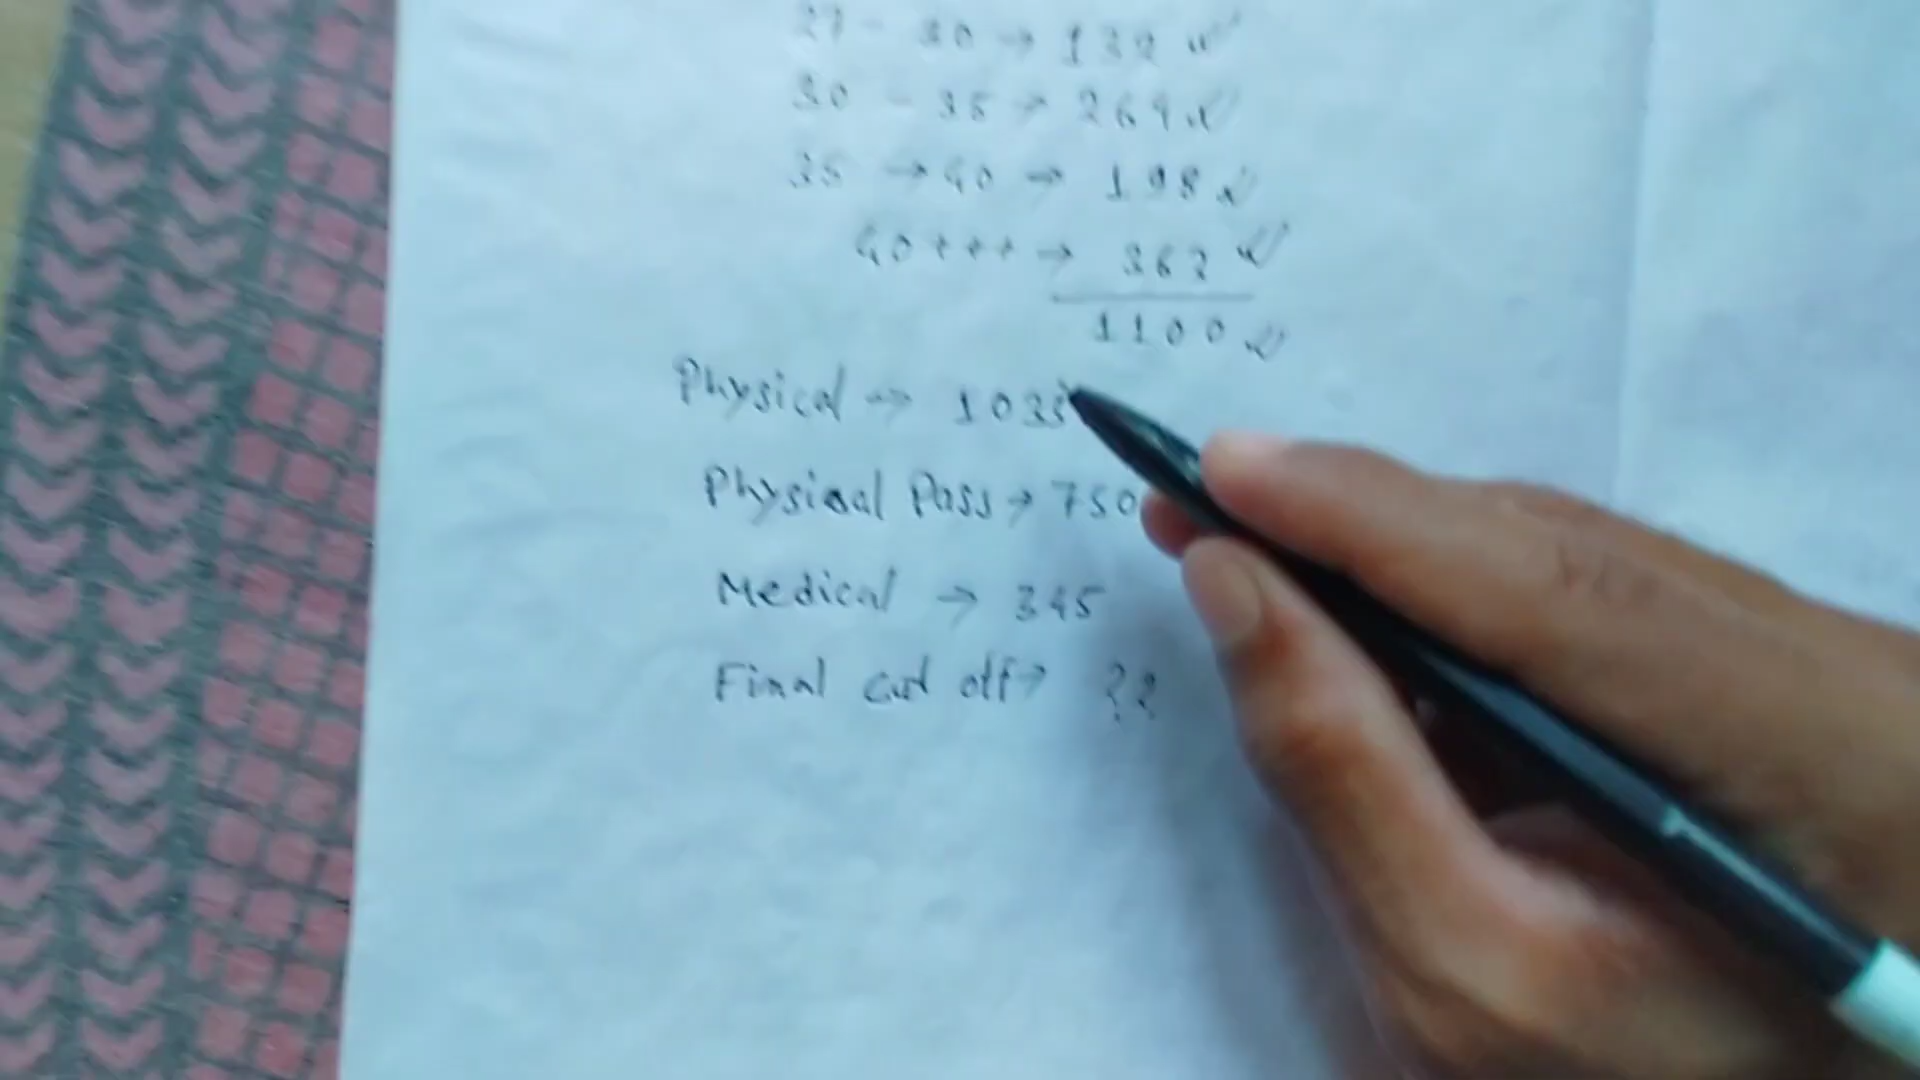 27 - 30 → 132
30 - 35 → 264
35 → 40 → 198
40 + + + → 362
1100
Physical → 1035
Physical Pass → 750
Medical → 345
Final cut off → ??